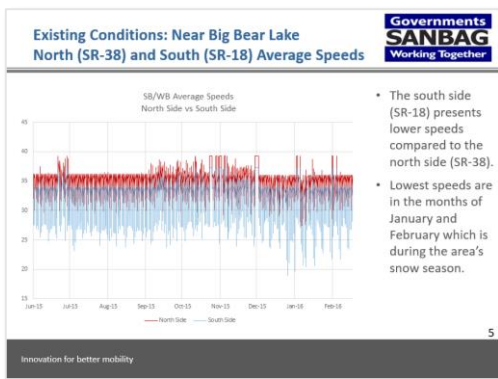 Existing Conditions: Near Big Bear Lake
North (SR-38) and South (SR-18) Average Speeds
Governments
SANBAG
Working Together
SB/WB Average Speeds
North Side vs South Side
45
40
35
30
25
20
15
Jun-15
Jul-15
Aug-15
Sep-15
Oct-15
Nov-15
Dec-15
Jan-16
Feb-16
North Side
South Side
• The south side
(SR-18) presents
lower speeds
compared to the
north side (SR-38).
• Lowest speeds are
in the months of
January and
February which is
during the area's
snow season.
5
Innovation for better mobility